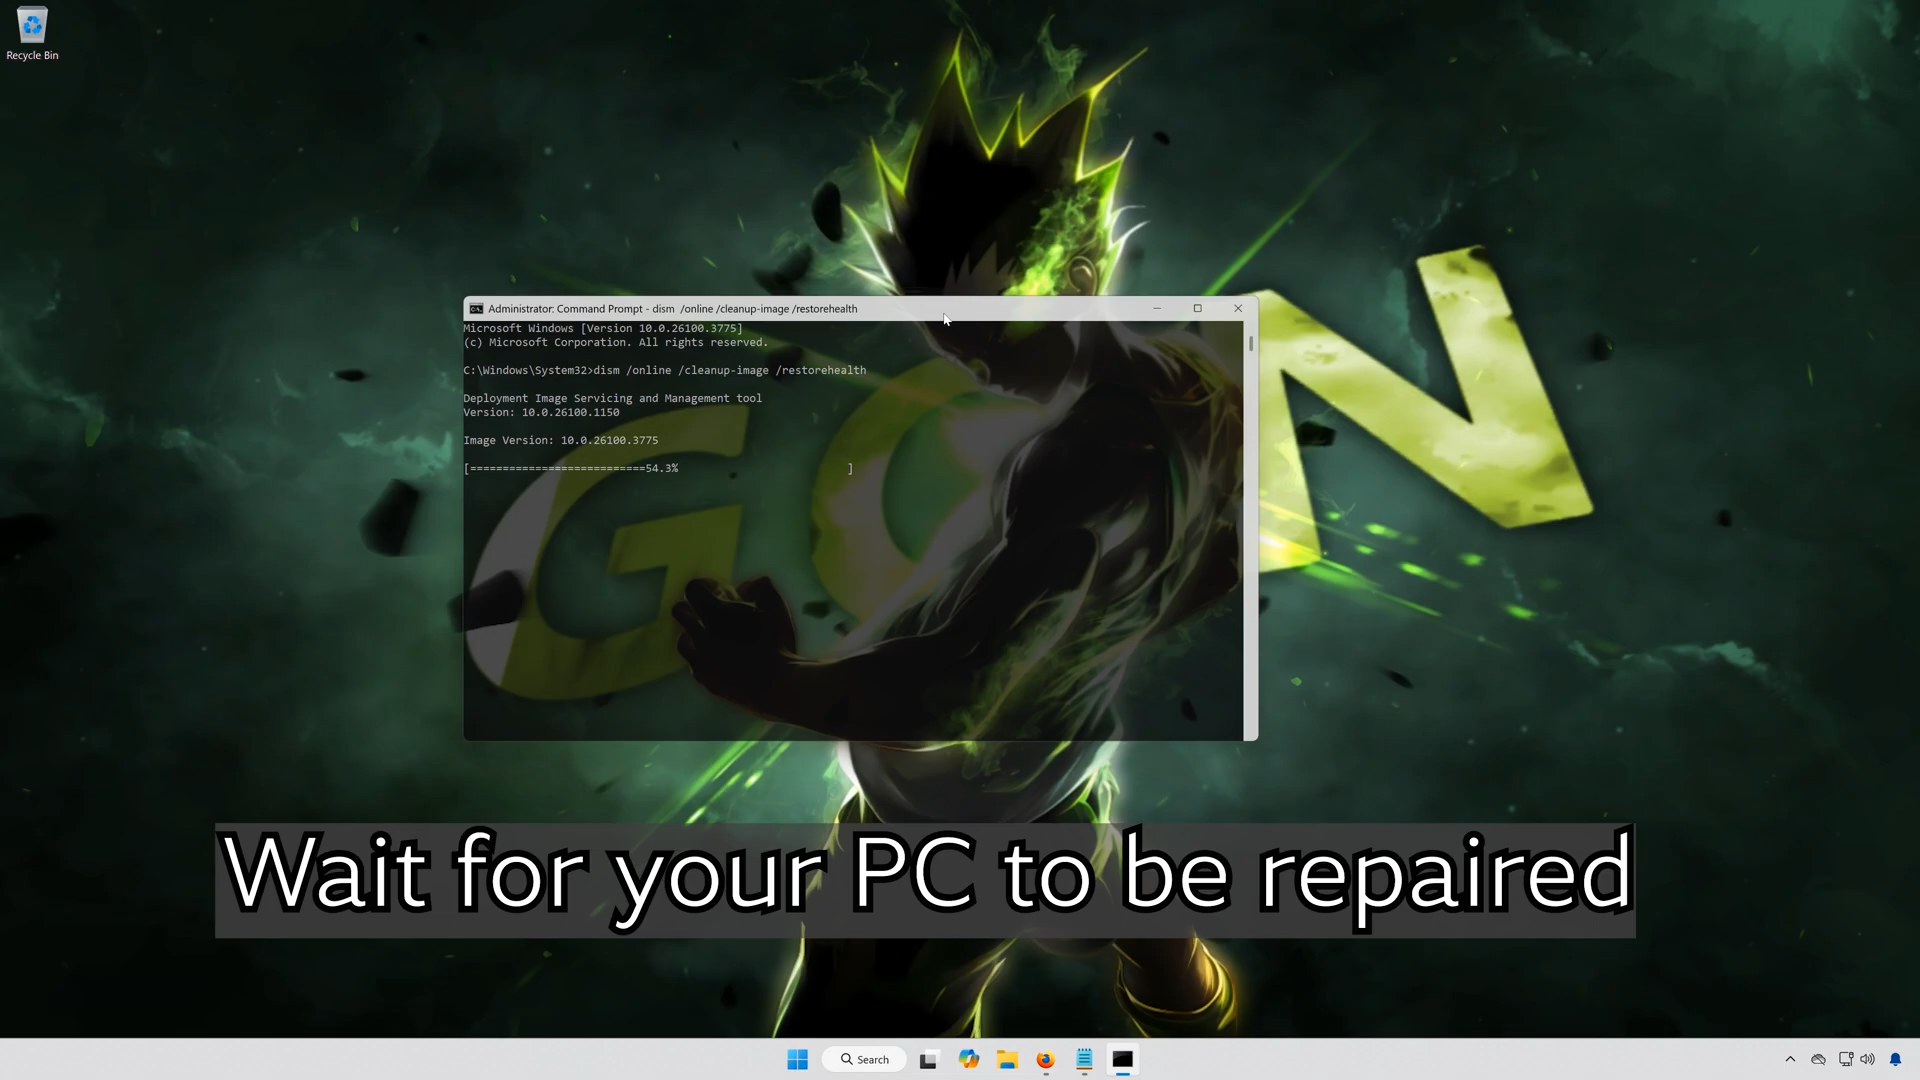 Recycle Bin
GON
Administrator: Command Prompt - dism  /online /cleanup-image /restorehealth
Microsoft Windows [Version 10.0.26100.3775]
(c) Microsoft Corporation. All rights reserved.
C:\Windows\System32>dism /online /cleanup-image /restorehealth
Deployment Image Servicing and Management tool
Version: 10.0.26100.1150
Image Version: 10.0.26100.3775
[===========================54.3%                          ]
Wait for your PC to be repaired
Search